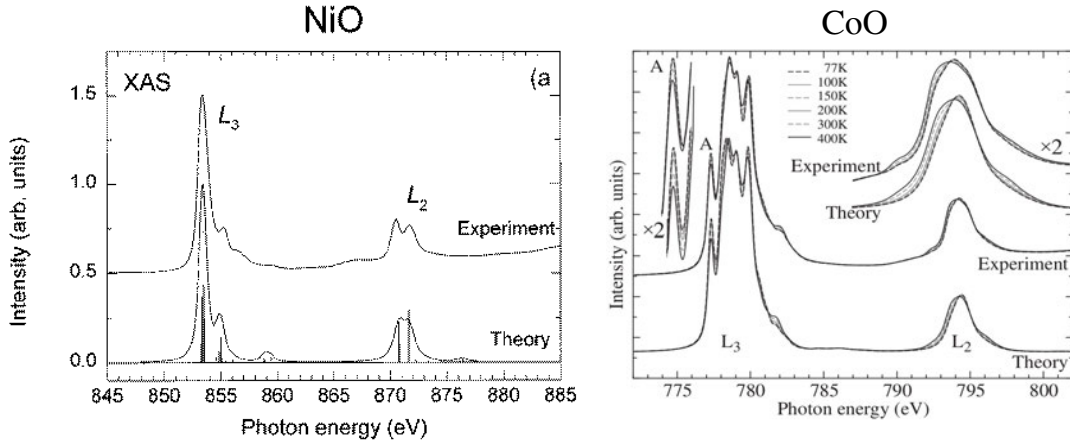 NiO
XAS
(a
L3
L2
Experiment
Theory
1.5
1.0
0.5
0.0
845 850 855 860 865 870 875 880 885
Photon energy (eV)
Intensity (arb. units)
CoO
A
77K
100K
150K
200K
300K
400K
×2
Experiment
Theory
A
×2
Experiment
L3
L2
Theory
775 780 785 790 795 800
Photon energy (eV)
Intensity (arb. units)